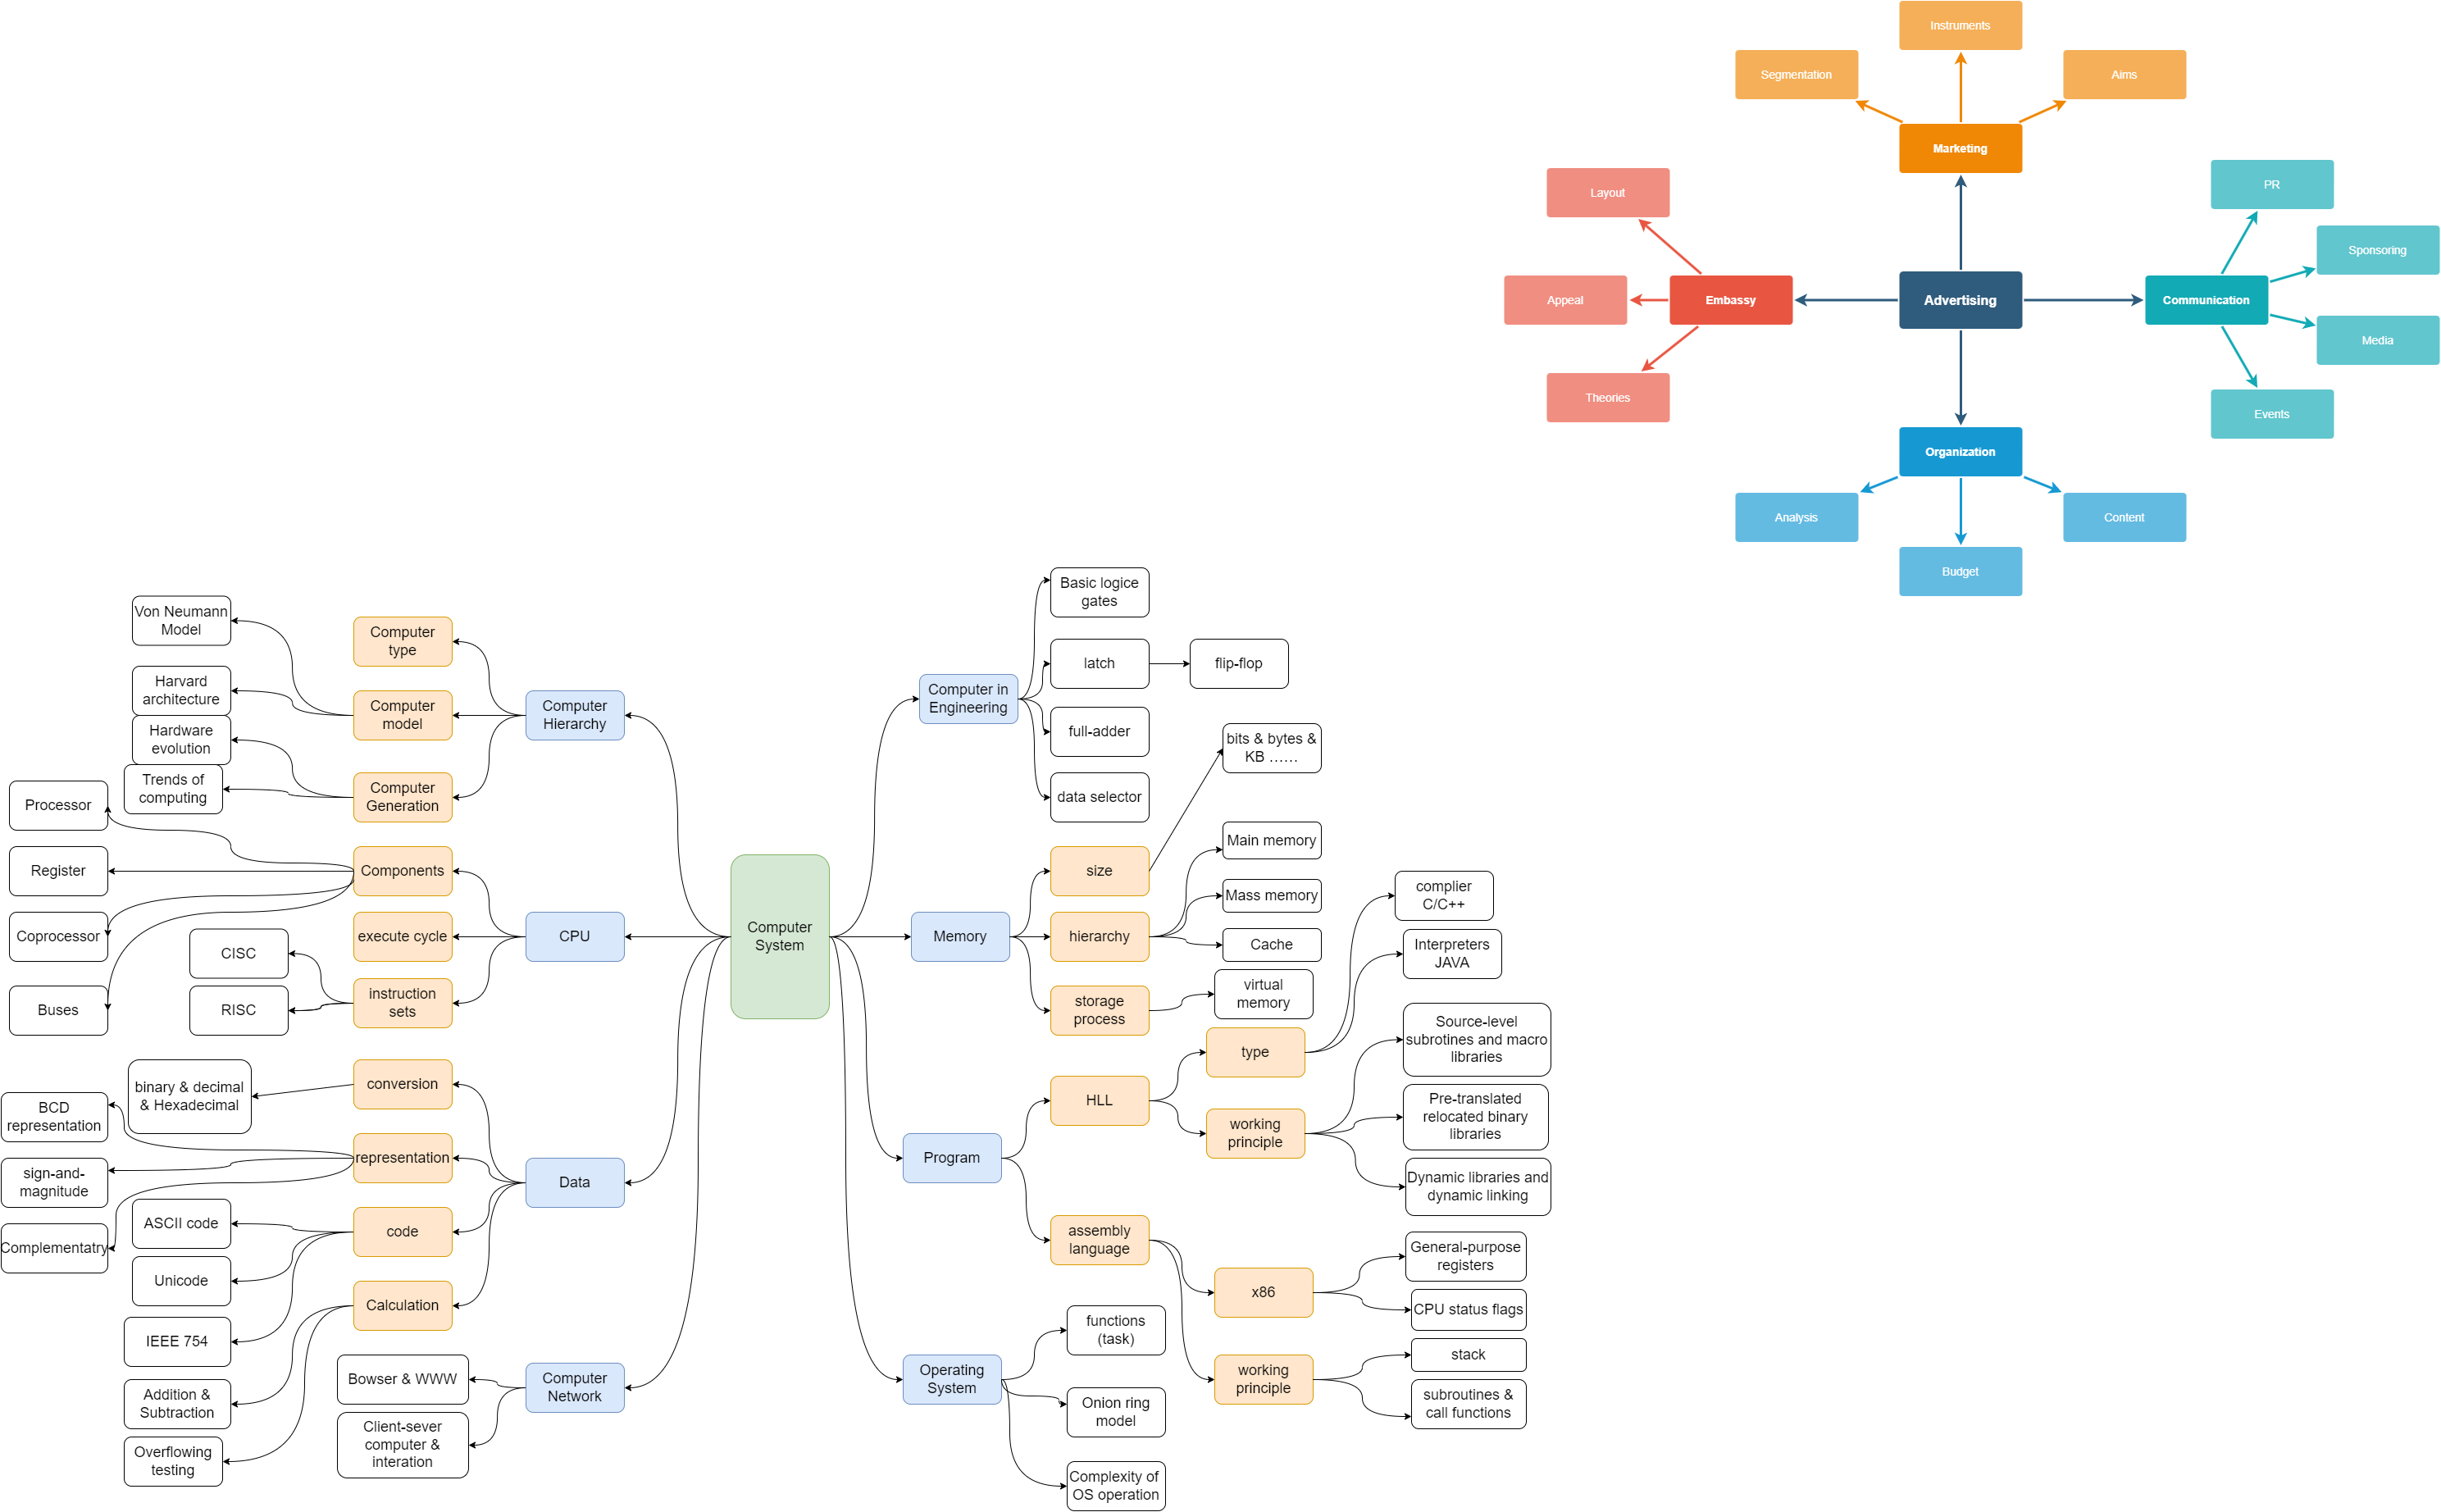 Instruments
Segmentation
Aims
Marketing
PR
Layout
Sponsoring
Appeal
Embassy
Advertising
Communication
Media
Theories
Events
Organization
Analysis
Content
Budget
Von Neumann
Model
Harvard
architecture
Hardware
evolution
Trends of
computing
Computer
type
Computer
model
Computer
Generation
Computer
Hierarchy
Processor
Register
Coprocessor
Buses
CISC
RISC
Components
execute cycle
instruction
sets
CPU
binary & decimal
& Hexadecimal
BCD
representation
sign-and-
magnitude
Complementatry
ASCII code
Unicode
IEEE 754
Addition &
Subtraction
Overflowing
testing
conversion
representation
code
Calculation
Data
Bowser & WWW
Client-sever
computer &
interation
Computer
Network
Computer
System
Computer in
Engineering
Basic logice
gates
latch
flip-flop
full-adder
data selector
Memory
size
bits & bytes &
KB ......
hierarchy
Main memory
Mass memory
Cache
storage
process
virtual
memory
Program
HLL
type
complier
C/C++
Interpreters
JAVA
working
principle
Source-level
subrotines and macro
libraries
Pre-translated
relocated binary
libraries
Dynamic libraries and
dynamic linking
assembly
language
x86
General-purpose
registers
CPU status flags
working
principle
stack
subroutines &
call functions
Operating
System
functions
(task)
Onion ring
model
Complexity of
OS operation